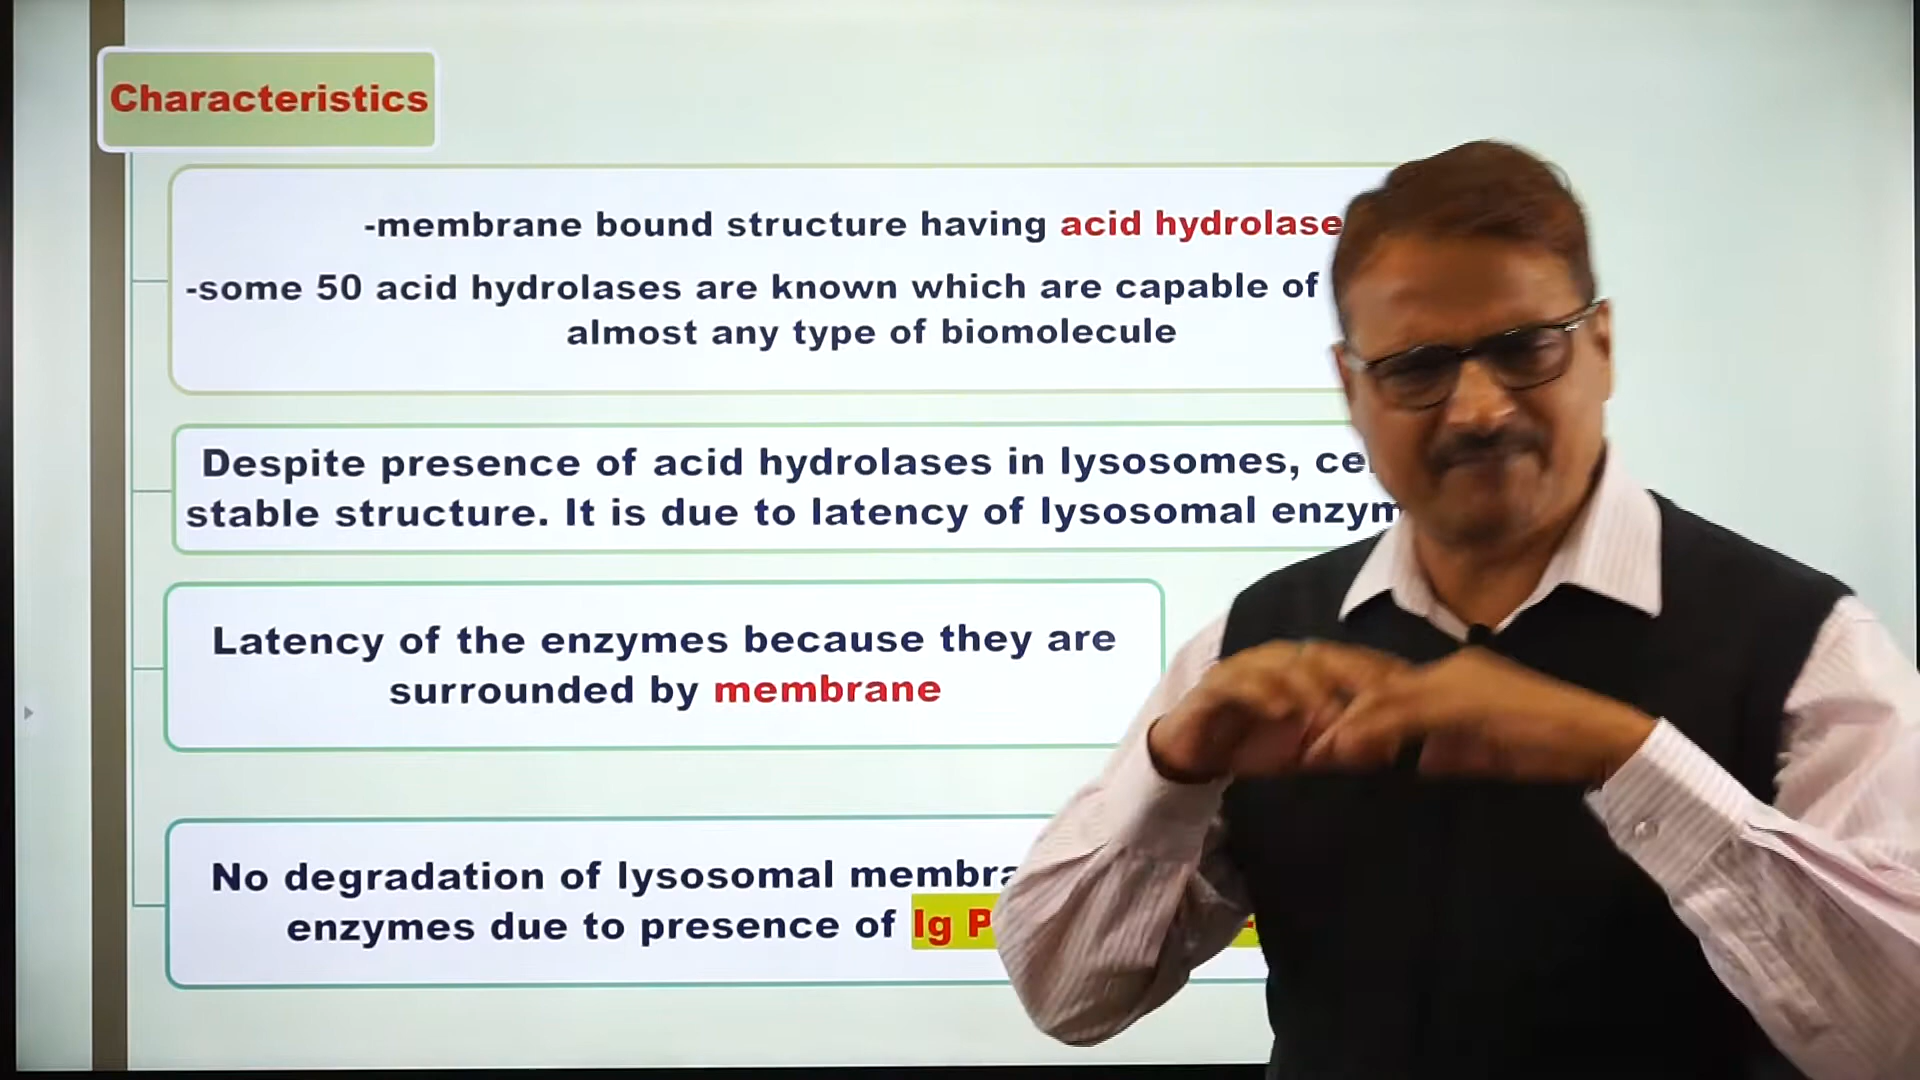 Characteristics
-membrane bound structure having acid hydrolase
-some 50 acid hydrolases are known which are capable of
almost any type of biomolecule
Despite presence of acid hydrolases in lysosomes,
stable structure. It is due to latency of lysosomal
Latency of the enzymes because they are
surrounded by membrane
No degradation of lysosomal
enzymes due to presence of Ig